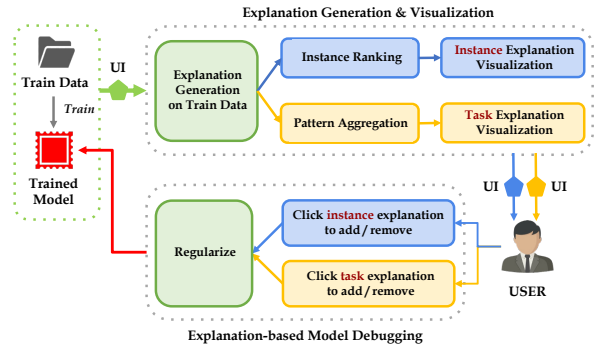 Explanation Generation & Visualization
Train Data
Train
Trained
Model
UI
Explanation
Generation
on Train Data
Instance Ranking
Instance Explanation
Visualization
Pattern Aggregation
Task Explanation
Visualization
UI
UI
USER
Click instance explanation
to add / remove
Click task explanation
to add / remove
Regularize
Explanation-based Model Debugging